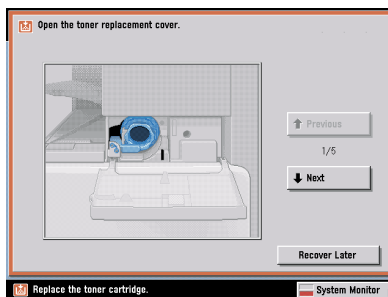 Open the toner replacement cover.
Previous
1/5
Next
Recover Later
Replace the toner cartridge.
System Monitor